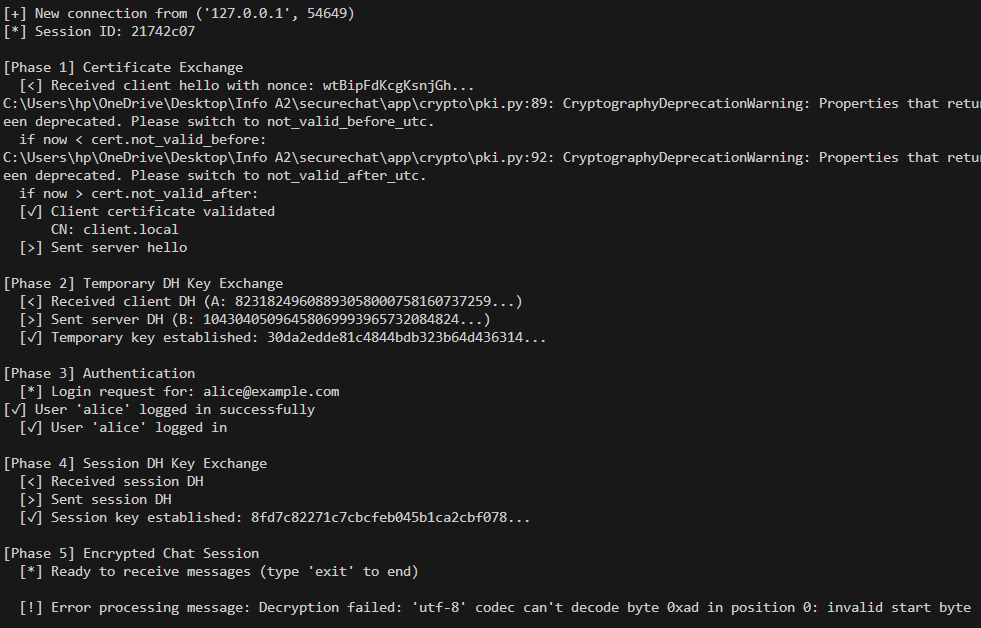 [+] New connection from ('127.0.0.1', 54649)
[*] Session ID: 21742c07
[Phase 1] Certificate Exchange
[<] Received client hello with nonce: wtBipFdKcgKsnjGh...
C:\Users\hp\OneDrive\Desktop\Info A2\securechat\app\crypto\pki.py:89: CryptographyDeprecationWarning: Properties that retu
een deprecated. Please switch to not_valid_before_utc.
if now < cert.not_valid_before:
C:\Users\hp\OneDrive\Desktop\Info A2\securechat\app\crypto\pki.py:92: CryptographyDeprecationWarning: Properties that retu
een deprecated. Please switch to not_valid_after_utc.
if now > cert.not_valid_after:
[✓] Client certificate validated
CN: client.local
[>] Sent server hello
[Phase 2] Temporary DH Key Exchange
[<] Received client DH (A: 82318249608893058000758160737259...)
[>] Sent server DH (B: 10430405096458069993965732084824...)
[✓] Temporary key established: 30da2edde81c4844bdb323b64d436314...
[Phase 3] Authentication
[*] Login request for: alice@example.com
[✓] User 'alice' logged in successfully
[✓] User 'alice' logged in
[Phase 4] Session DH Key Exchange
[<] Received session DH
[>] Sent session DH
[✓] Session key established: 8fd7c82271c7cbcfeb045b1ca2cbf078...
[Phase 5] Encrypted Chat Session
[*] Ready to receive messages (type 'exit' to end)
[!] Error processing message: Decryption failed: 'utf-8' codec can't decode byte 0xad in position 0: invalid start byte